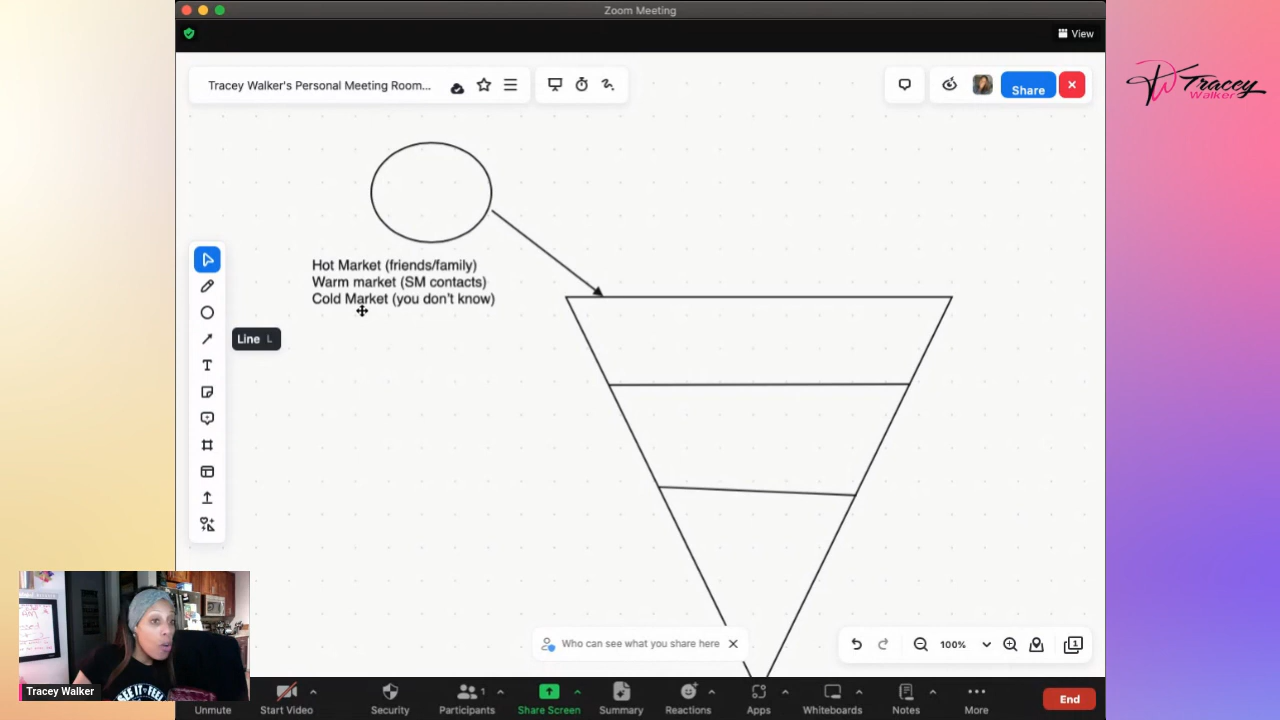 Zoom Meeting
View
Tracey Walker's Personal Meeting Room...
Share
Tracey
Walker
Hot Market (friends/family)
Warm market (SM contacts)
Cold Market (you don't know)
Line L
Who can see what you share here
100%
Tracey Walker
Unmute
Start Video
Security
Participants
1
Share Screen
Summary
Reactions
Apps
Whiteboards
Notes
More
End